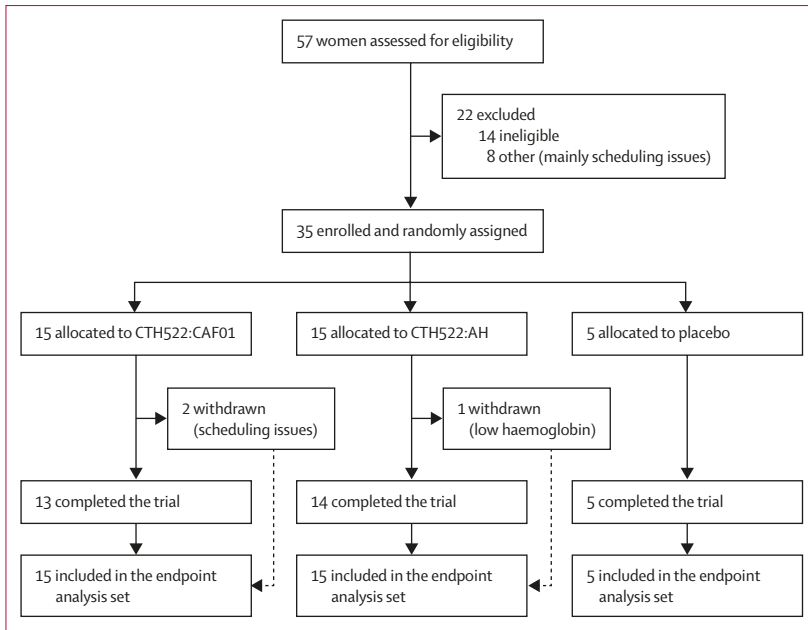 57 women assessed for eligibility
22 excluded
14 ineligible
8 other (mainly scheduling issues)
35 enrolled and randomly assigned
15 allocated to CTH522:CAF01
15 allocated to CTH522:AH
5 allocated to placebo
2 withdrawn
(scheduling issues)
1 withdrawn
(low haemoglobin)
13 completed the trial
14 completed the trial
5 completed the trial
15 included in the endpoint
analysis set
15 included in the endpoint
analysis set
5 included in the endpoint
analysis set